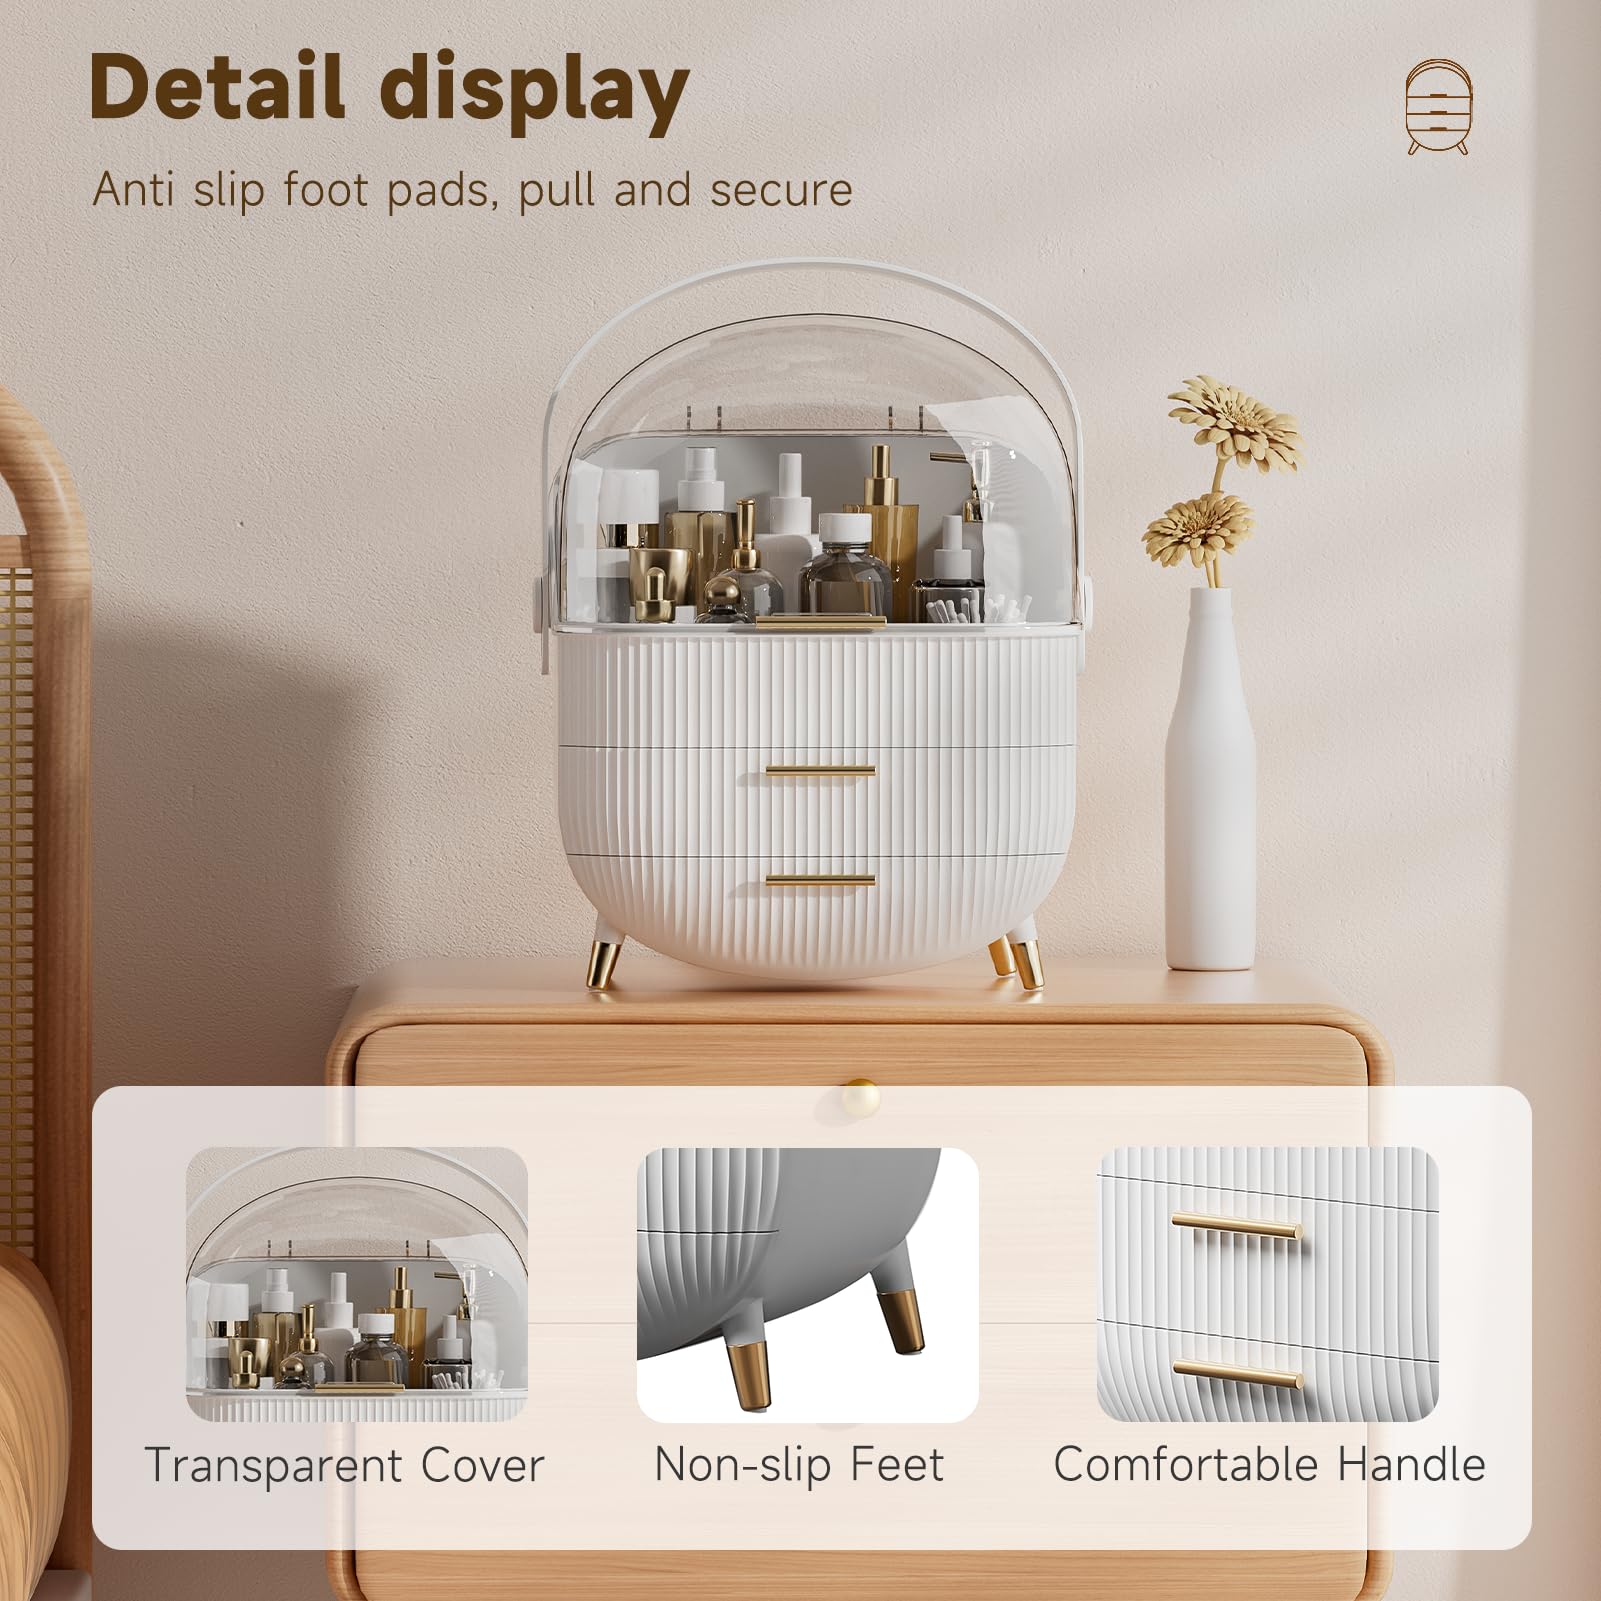 Detail display
Anti slip foot pads, pull and secure
Transparent Cover
Non-slip Feet
Comfortable Handle